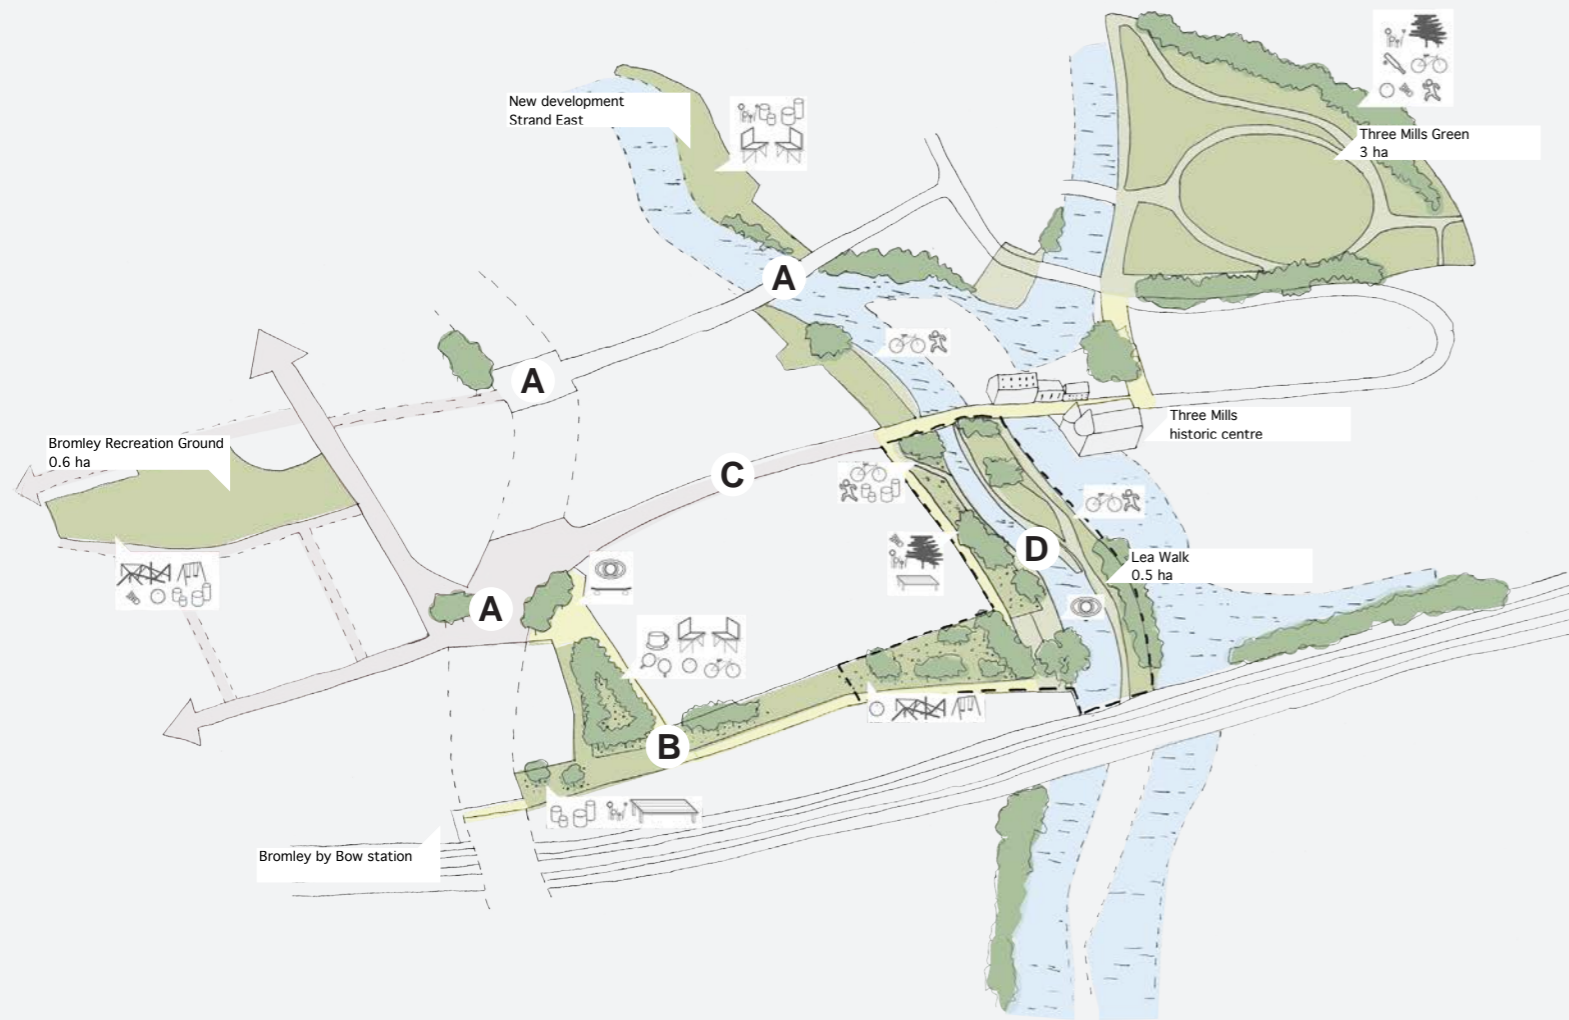 New development
Strand East
Three Mills Green
3 ha
A
A
Three Mills
historic centre
Bromley Recreation Ground
0.6 ha
C
D
Lea Walk
0.5 ha
A
B
Bromley by Bow station